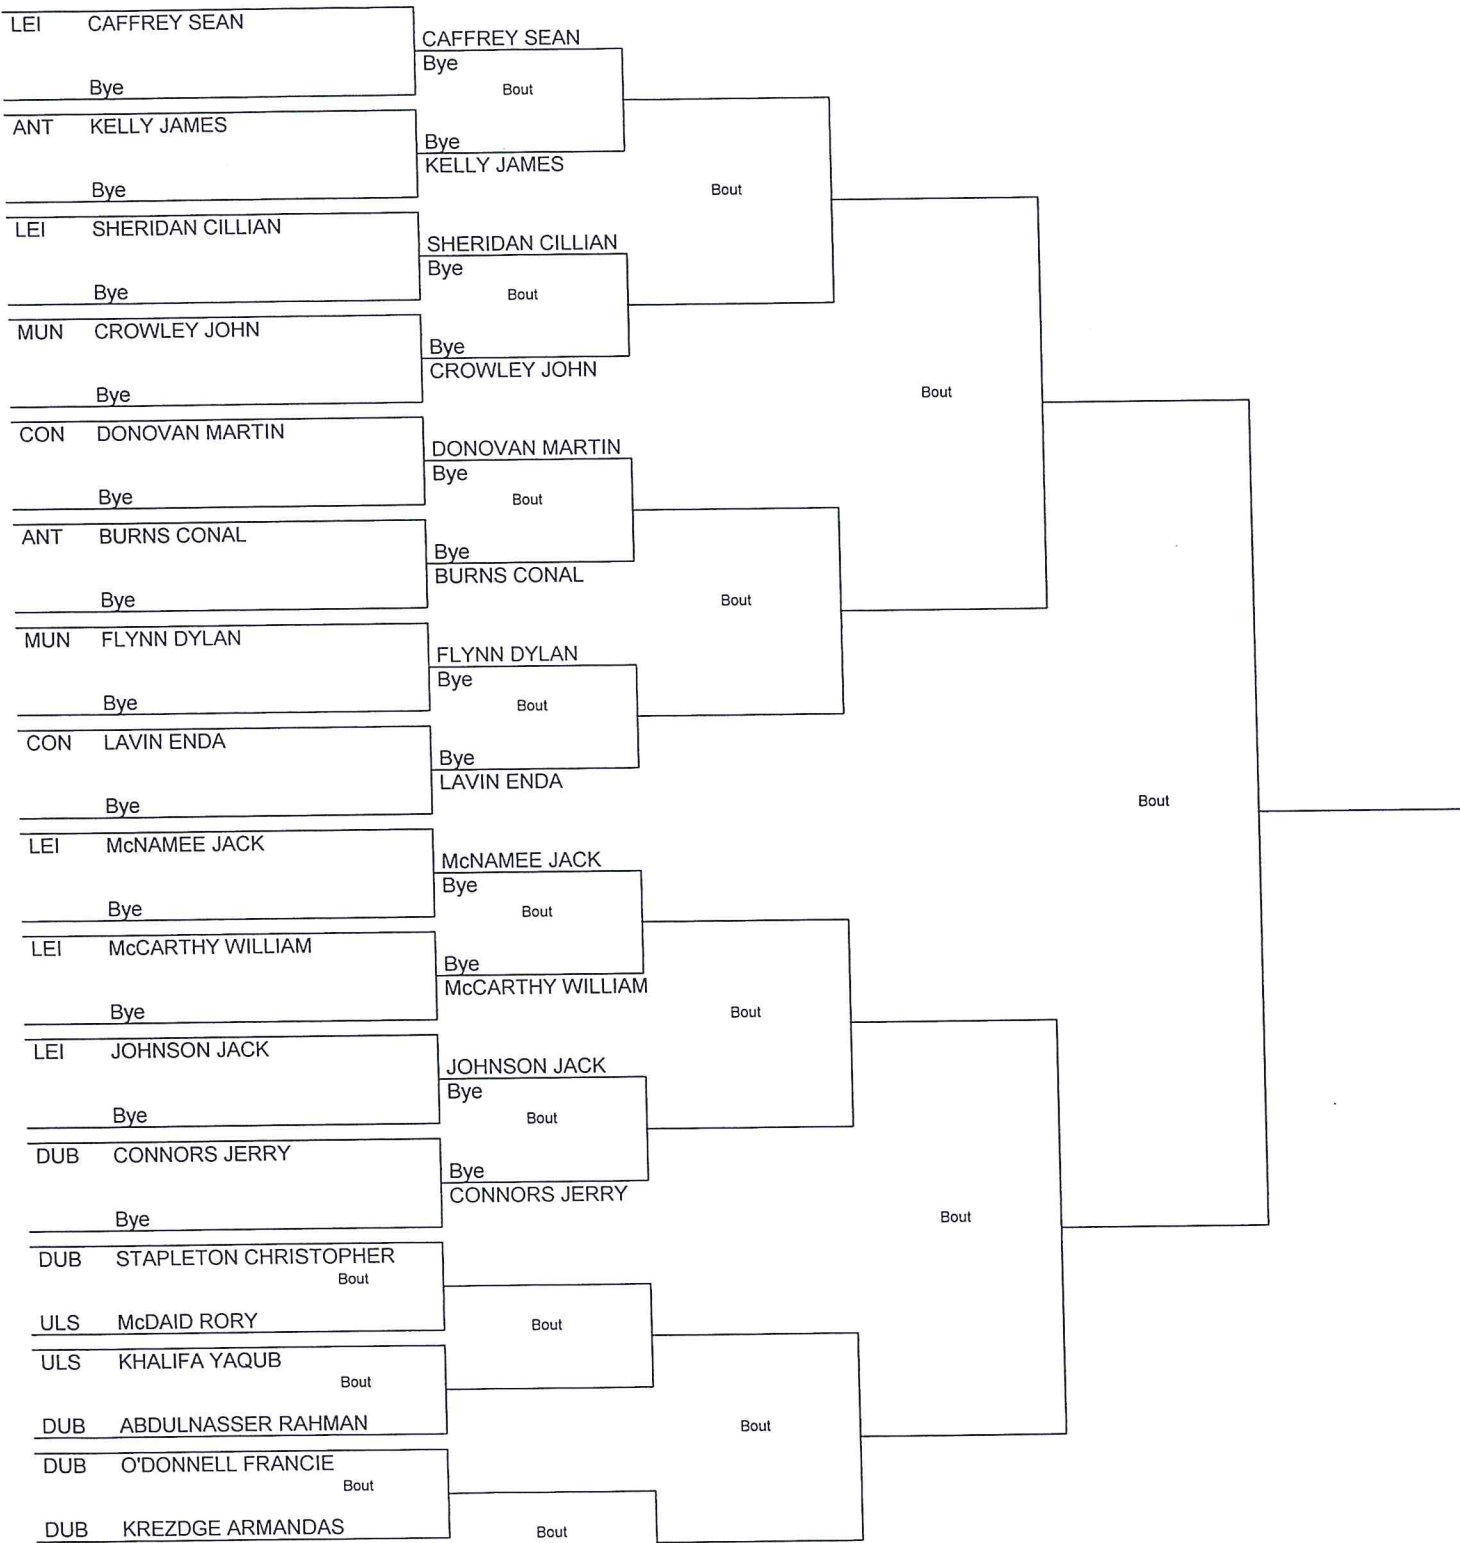 LEI CAFFREY SEAN
Bye
ANT KELLY JAMES
Bye
LEI SHERIDAN CILLIAN
Bye
MUN CROWLEY JOHN
Bye
CON DONOVAN MARTIN
Bye
ANT BURNS CONAL
Bye
MUN FLYNN DYLAN
Bye
CON LAVIN ENDA
Bye
LEI McNAMEE JACK
Bye
LEI McCARTHY WILLIAM
Bye
LEI JOHNSON JACK
Bye
DUB CONNORS JERRY
Bye
DUB STAPLETON CHRISTOPHER
Bout
ULS McDAID RORY
ULS KHALIFA YAQUB
Bout
DUB ABDULNASSER RAHMAN
DUB O'DONNELL FRANCIE
Bout
DUB KREZDGE ARMANDAS
CAFFREY SEAN
Bye
Bout
Bye
KELLY JAMES
SHERIDAN CILLIAN
Bye
Bout
Bye
CROWLEY JOHN
DONOVAN MARTIN
Bye
Bout
Bye
BURNS CONAL
FLYNN DYLAN
Bye
Bout
Bye
LAVIN ENDA
McNAMEE JACK
Bye
Bout
Bye
McCARTHY WILLIAM
JOHNSON JACK
Bye
Bout
Bye
CONNORS JERRY
Bout
Bout
Bout
Bout
Bout
Bout
Bout
Bout
Bout